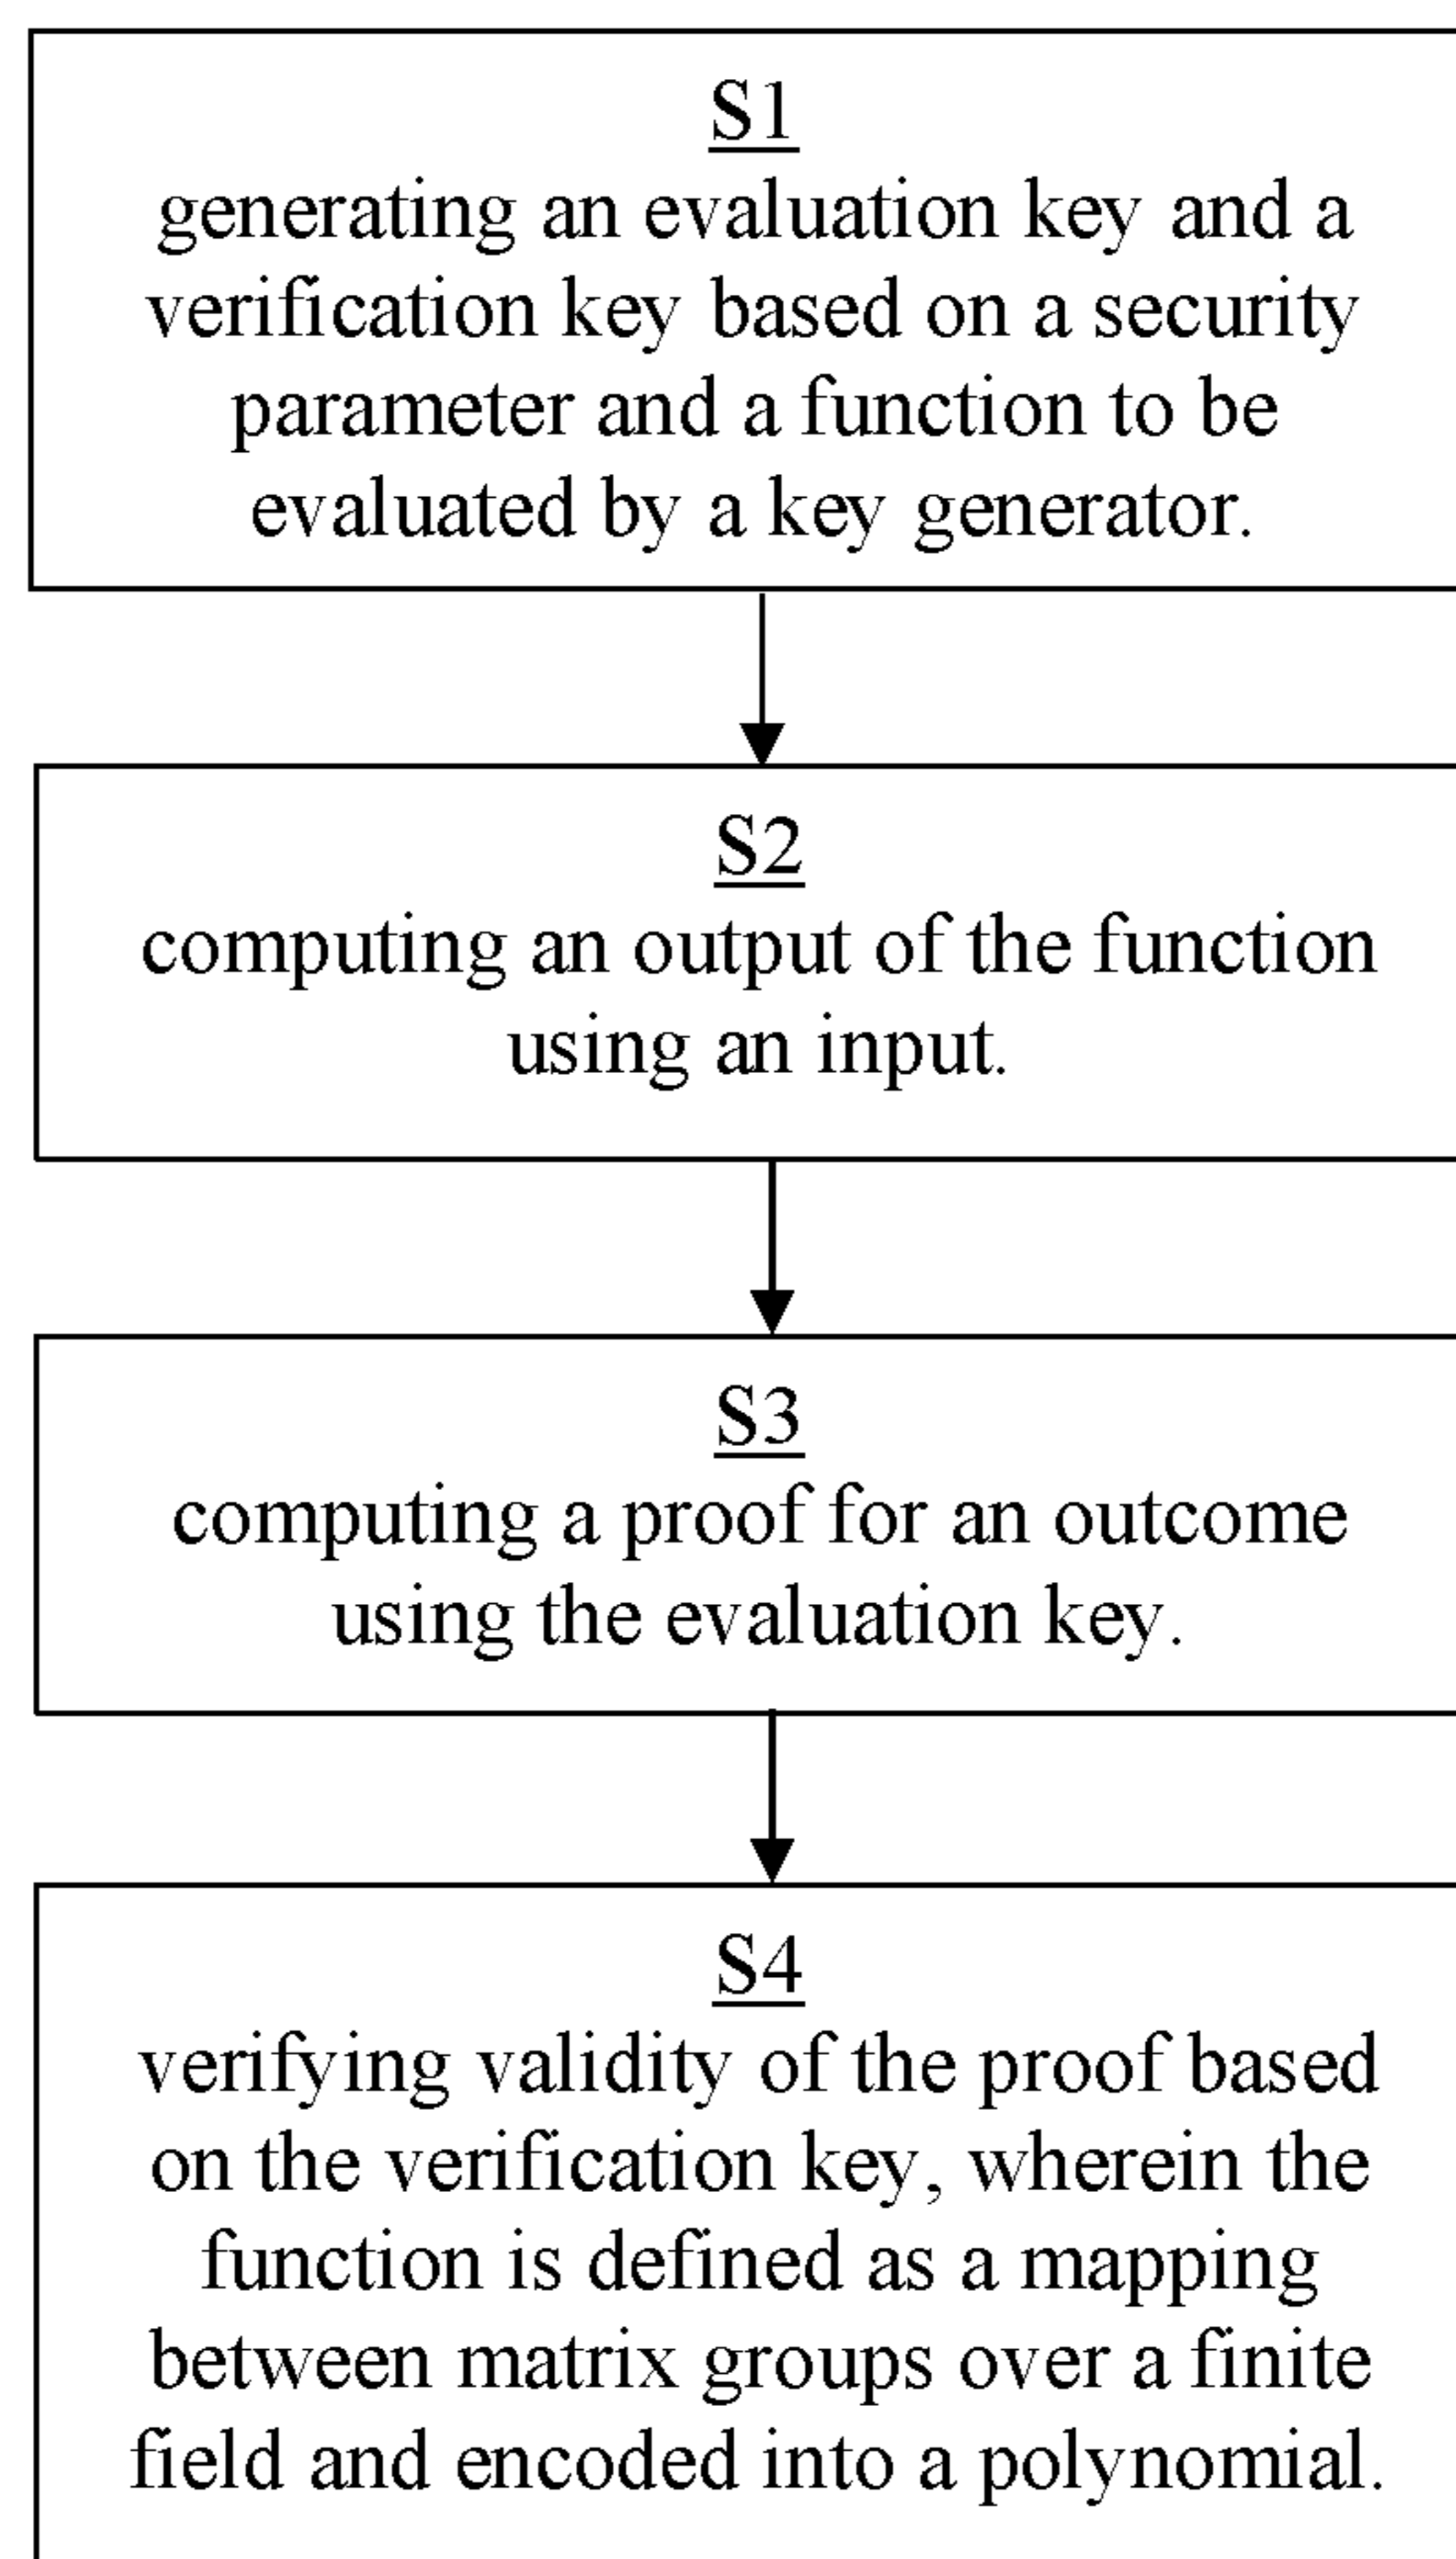 S1
generating an evaluation key and a
verification key based on a security
parameter and a function to be
evaluated by a key generator.
S2
computing an output of the function
using an input.
S3
computing a proof for an outcome
using the evaluation key.
S4
verifying validity of the proof based
on the verification key, wherein the
function is defined as a mapping
between matrix groups over a finite
field and encoded into a polynomial.